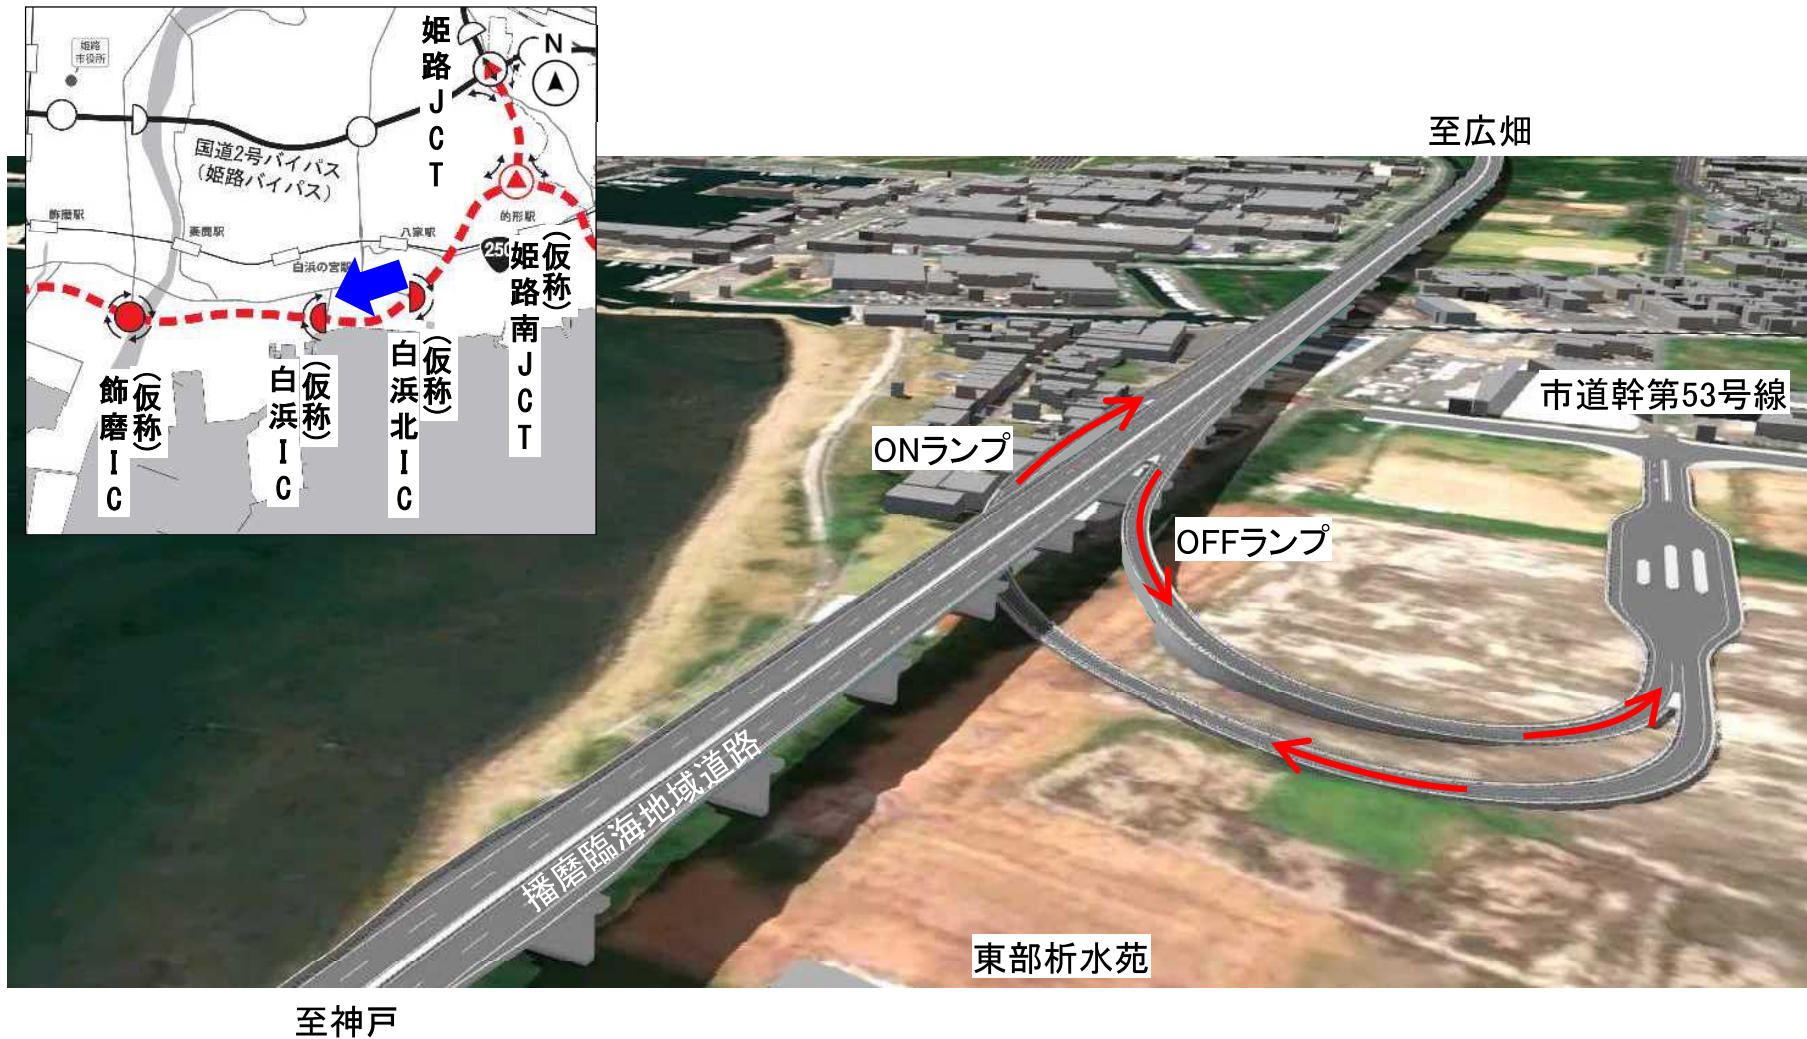 姫路JCT
N
姫路
市役所
国道2号バイパス
(姫路バイパス)
飾磨駅
妻鹿駅
白浜の宮駅
八家駅
的形駅
250
(仮称)
姫路南JCT
(仮称)
白浜北IC
(仮称)
白浜IC
(仮称)
飾磨IC
至広畑
市道幹第53号線
ONランプ
OFFランプ
播磨臨海地域道路
東部析水苑
至神戸